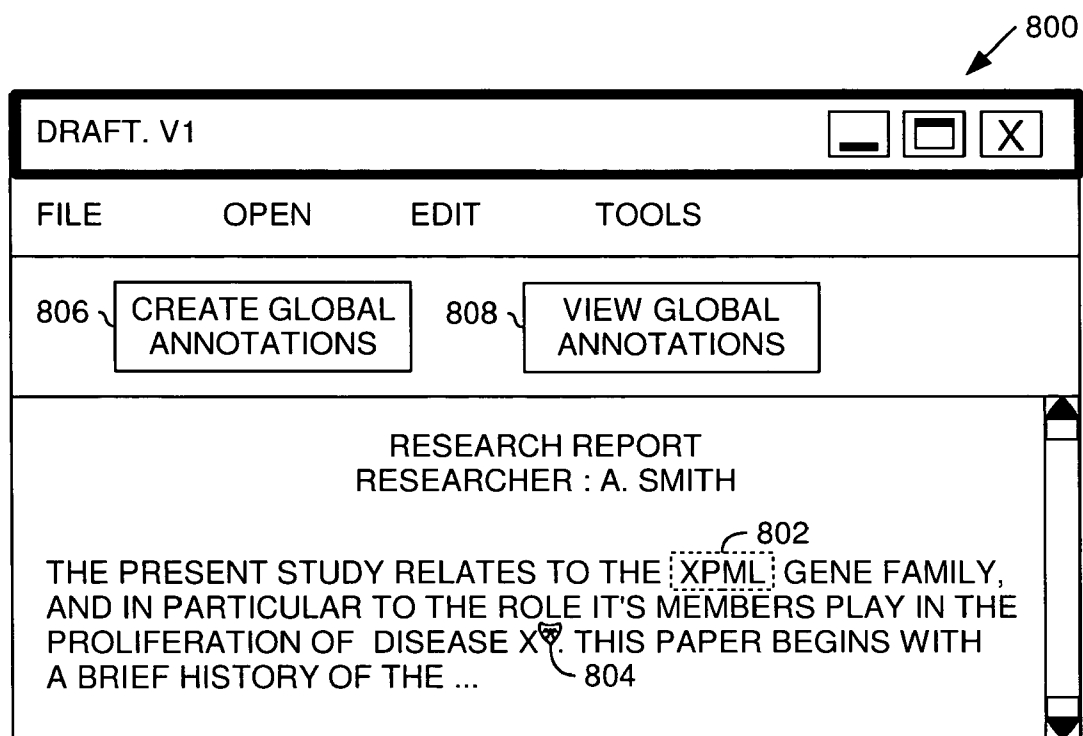 800
DRAFT. V1
X
FILE OPEN EDIT TOOLS
806 CREATE GLOBAL ANNOTATIONS
808 VIEW GLOBAL ANNOTATIONS
RESEARCH REPORT
RESEARCHER : A. SMITH
802
THE PRESENT STUDY RELATES TO THE XPML GENE FAMILY,
AND IN PARTICULAR TO THE ROLE IT'S MEMBERS PLAY IN THE
PROLIFERATION OF DISEASE X. THIS PAPER BEGINS WITH
A BRIEF HISTORY OF THE ...
804